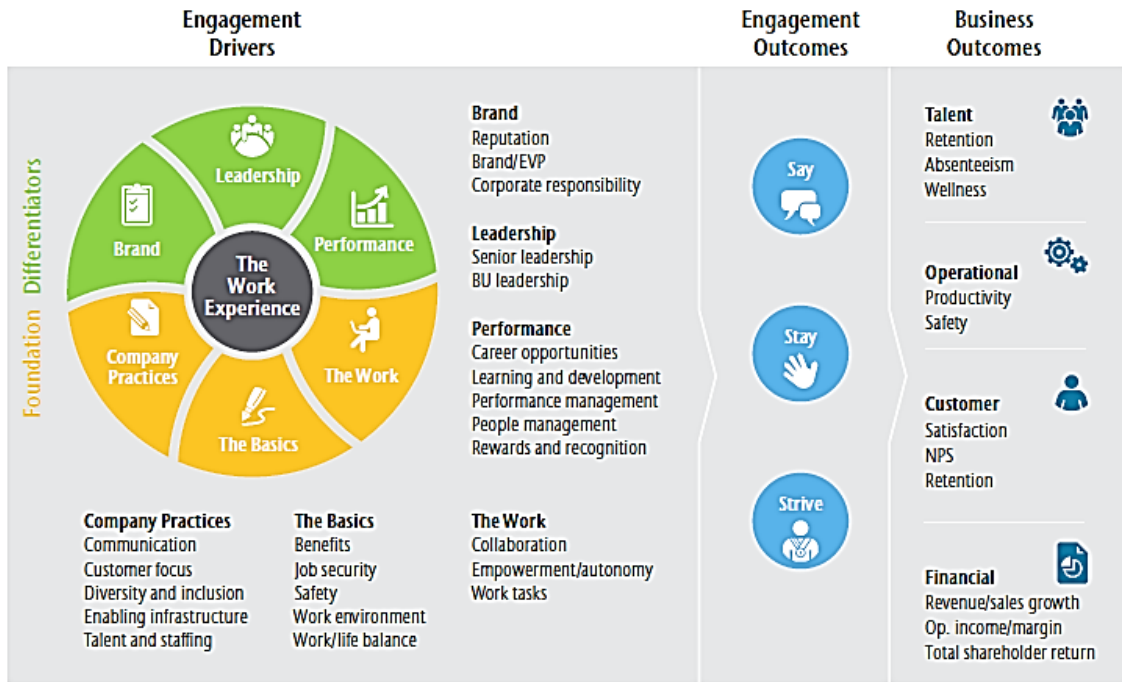 Engagement
Drivers
Engagement
Outcomes
Business
Outcomes
Differentiators
Foundation
Leadership
Performance
Brand
The
Work
Experience
Company
Practices
The Work
The Basics
Brand
Reputation
Brand/EVP
Corporate responsibility
Leadership
Senior leadership
BU leadership
Performance
Career opportunities
Learning and development
Performance management
People management
Rewards and recognition
Company Practices
Communication
Customer focus
Diversity and inclusion
Enabling infrastructure
Talent and staffing
The Basics
Benefits
Job security
Safety
Work environment
Work/life balance
The Work
Collaboration
Empowerment/autonomy
Work tasks
Say
Stay
Strive
Talent
Retention
Absenteeism
Wellness
Operational
Productivity
Safety
Customer
Satisfaction
NPS
Retention
Financial
Revenue/sales growth
Op. income/margin
Total shareholder return